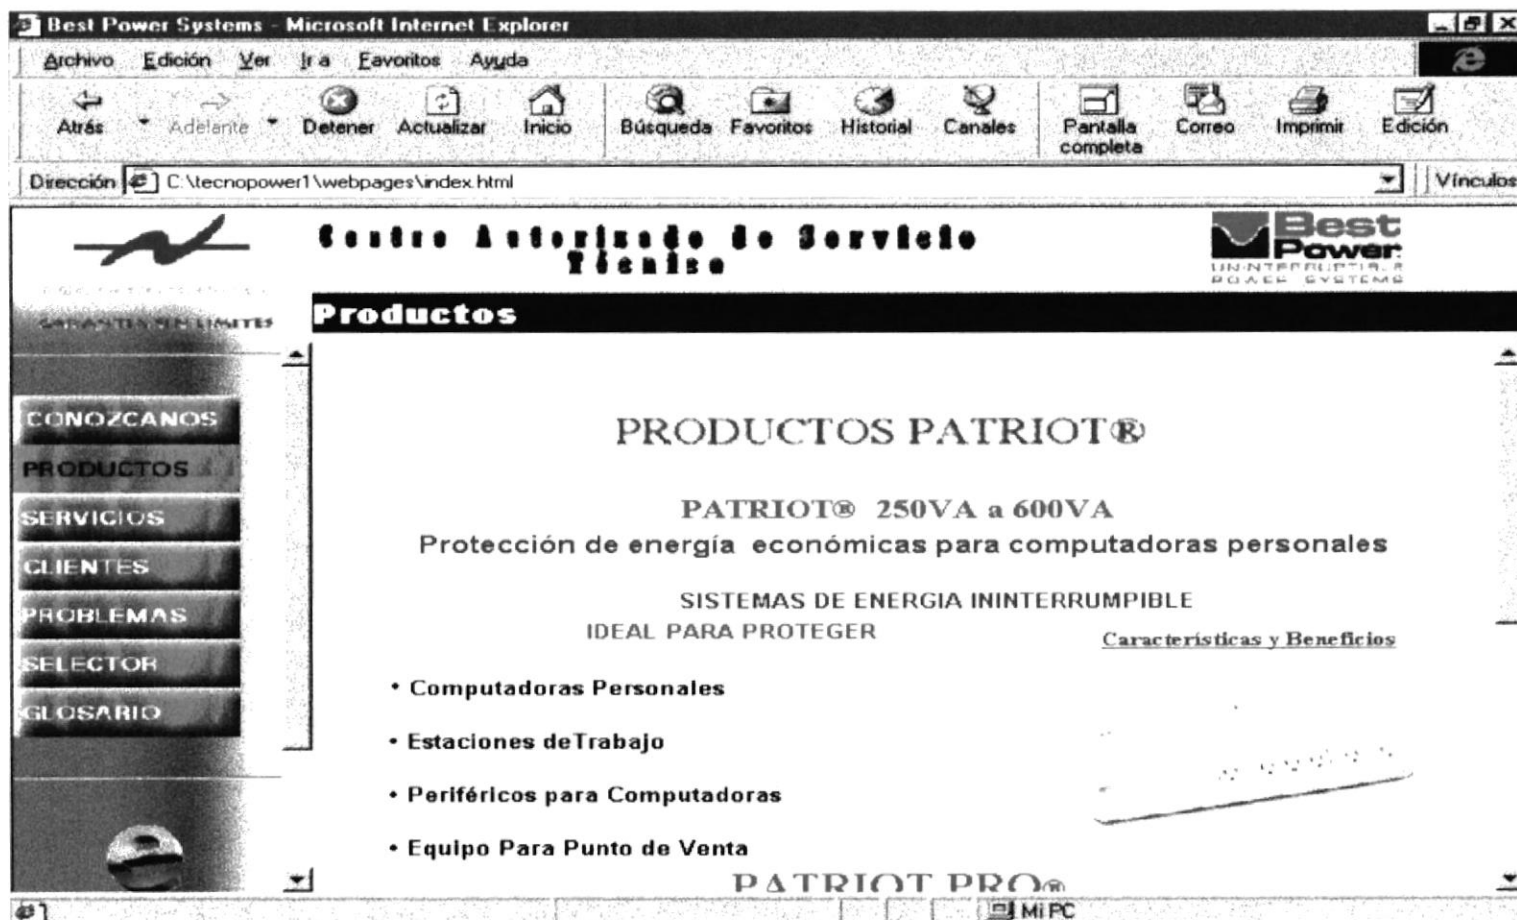 Best Power Systems - Microsoft Internet Explorer
Archivo Edición Ver Ir a Favoritos Ayuda
Atrás Adelante Detener Actualizar Inicio Búsqueda Favoritos Historial Canales Pantalla completa Correo Imprimir Edición
Dirección C:\tecnopower1\webpages\index.html Vínculos
Centro Autorizado de Servicio
Técnico
Best
Power
UNINTERRUPTIBLE
POWER SYSTEMS
LIMITES
Productos
CONOZCANOS
PRODUCTOS
SERVICIOS
CLIENTES
PROBLEMAS
SELECTOR
GLOSARIO
PRODUCTOS PATRIOT®
PATRIOT® 250VA a 600VA
Protección de energía económicas para computadoras personales
SISTEMAS DE ENERGIA ININTERRUMPIBLE
IDEAL PARA PROTEGER
Características y Beneficios
• Computadoras Personales
• Estaciones deTrabajo
• Periféricos para Computadoras
• Equipo Para Punto de Venta
PATRIOT PRO®
Mi PC